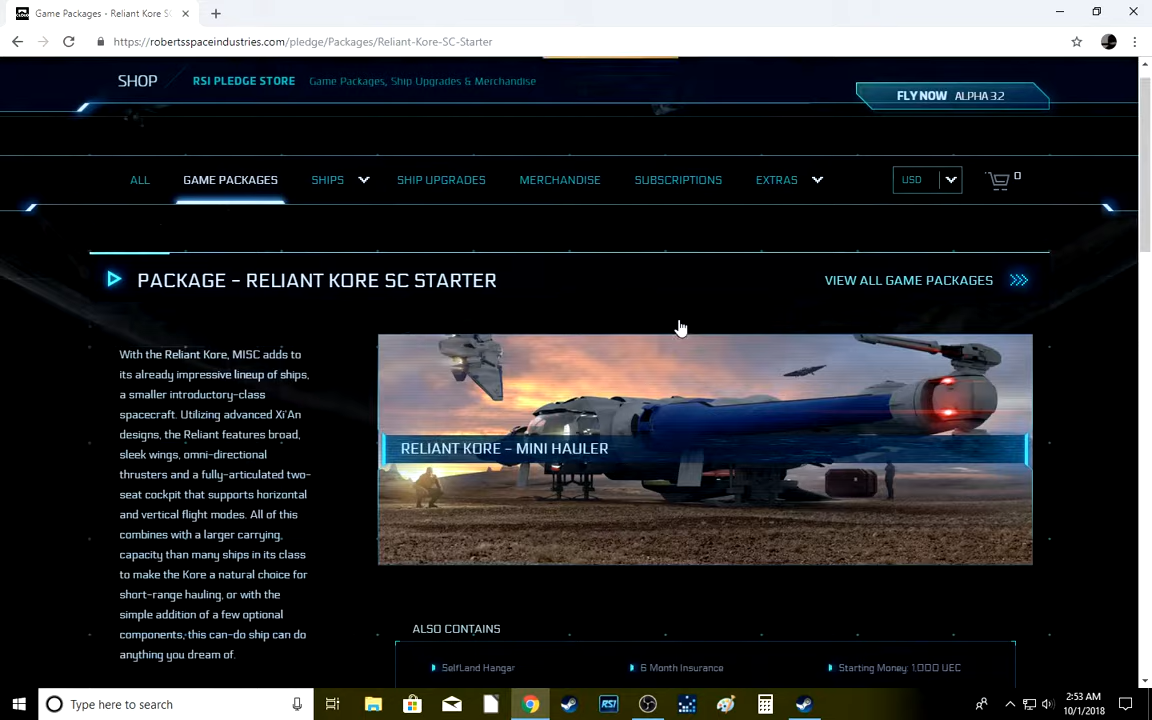 Game Packages - Reliant Kore SC
https://robertsspaceindustries.com/pledge/Packages/Reliant-Kore-SC-Starter
SHOP
RSI PLEDGE STORE
Game Packages, Ship Upgrades & Merchandise
FLY NOW ALPHA 3.2
ALL
GAME PACKAGES
SHIPS
SHIP UPGRADES
MERCHANDISE
SUBSCRIPTIONS
EXTRAS
USD
0
PACKAGE - RELIANT KORE SC STARTER
VIEW ALL GAME PACKAGES
With the Reliant Kore, MISC adds to
its already impressive lineup of ships,
a smaller introductory-class
spacecraft. Utilizing advanced Xi'An
designs, the Reliant features broad,
sleek wings, omni-directional
thrusters and a fully-articulated two-
seat cockpit that supports horizontal
and vertical flight modes. All of this
combines with a larger carrying,
capacity than many ships in its class
to make the Kore a natural choice for
short-range hauling, or with the
simple addition of a few optional
components, this can-do ship can do
anything you dream of.
RELIANT KORE - MINI HAULER
ALSO CONTAINS
SelfLand Hangar
6 Month Insurance
Starting Money: 1,000 UEC
Type here to search
RSI
2:53 AM
10/1/2018